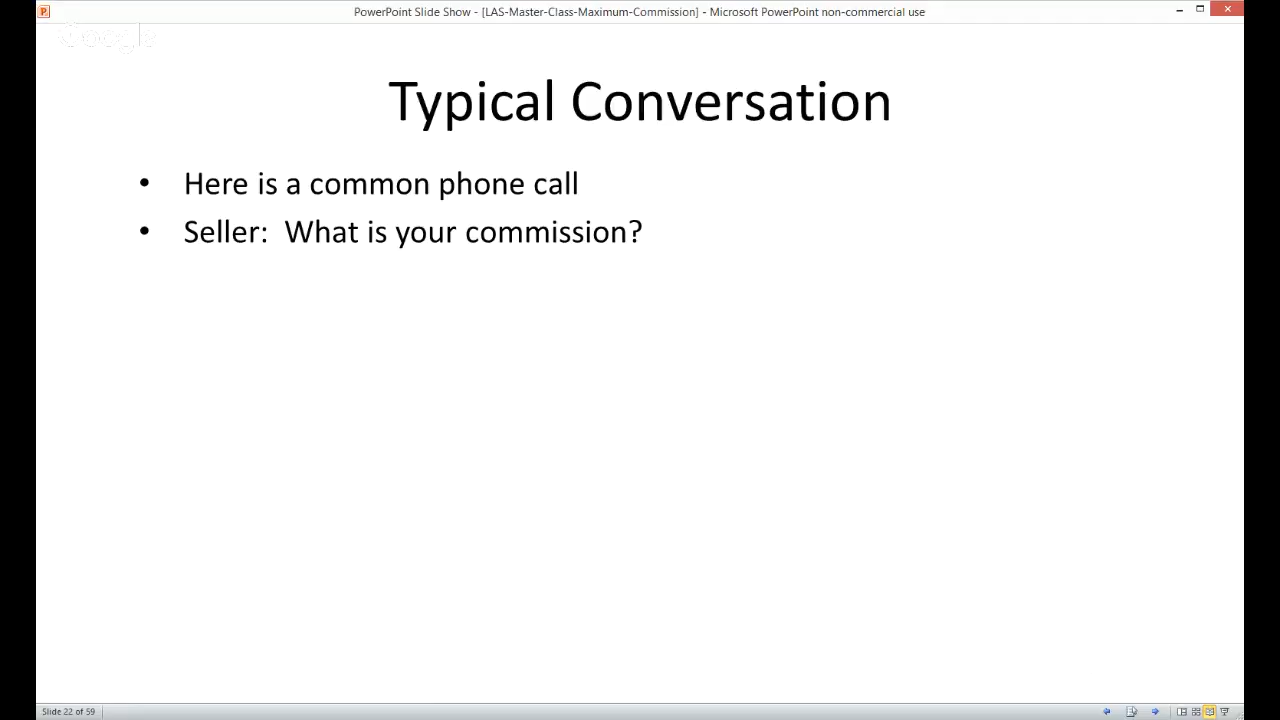 PowerPoint Slide Show - [LAS-Master-Class-Maximum-Commission] - Microsoft PowerPoint non-commercial use
Google
Typical Conversation
• Here is a common phone call
• Seller: What is your commission?
Slide 22 of 59